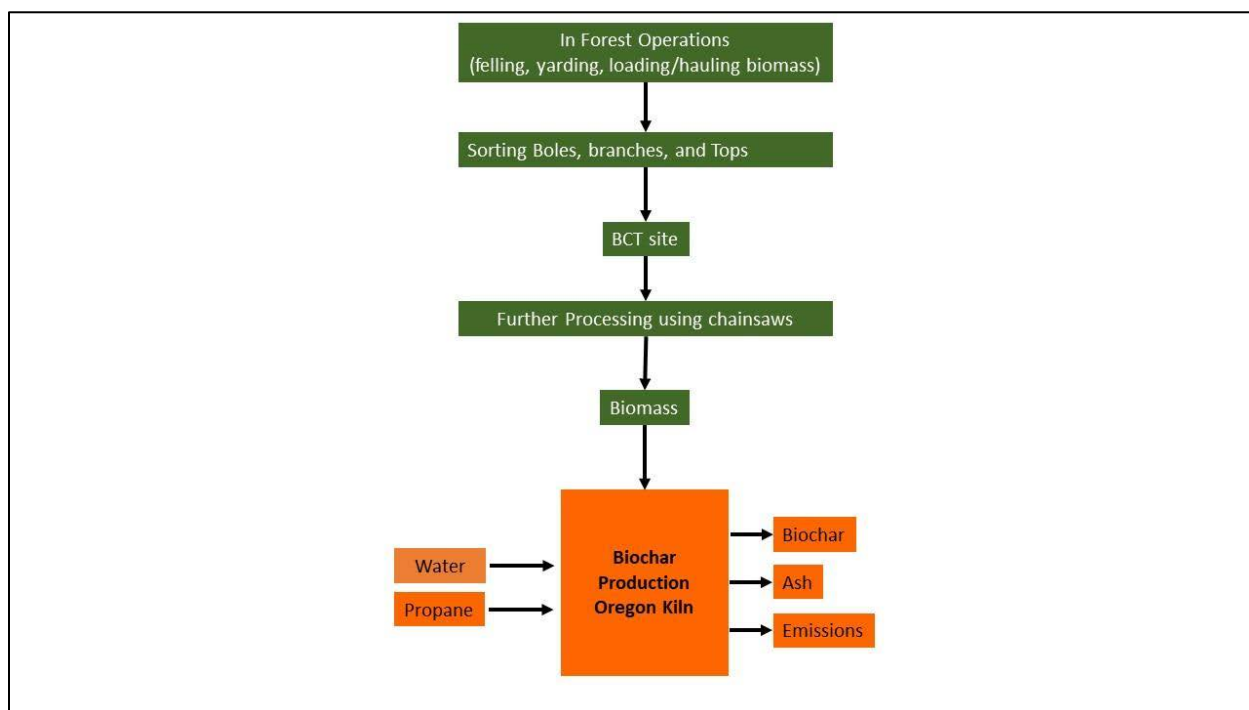 In Forest Operations
(felling, yarding, loading/hauling biomass)
Sorting Boles, branches, and Tops
BCT site
Further Processing using chainsaws
Biomass
Water
Propane
Biochar
Production
Oregon Kiln
Biochar
Ash
Emissions